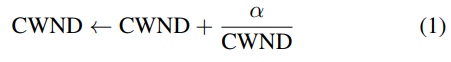 CWND ← CWND + α/CWND (1)